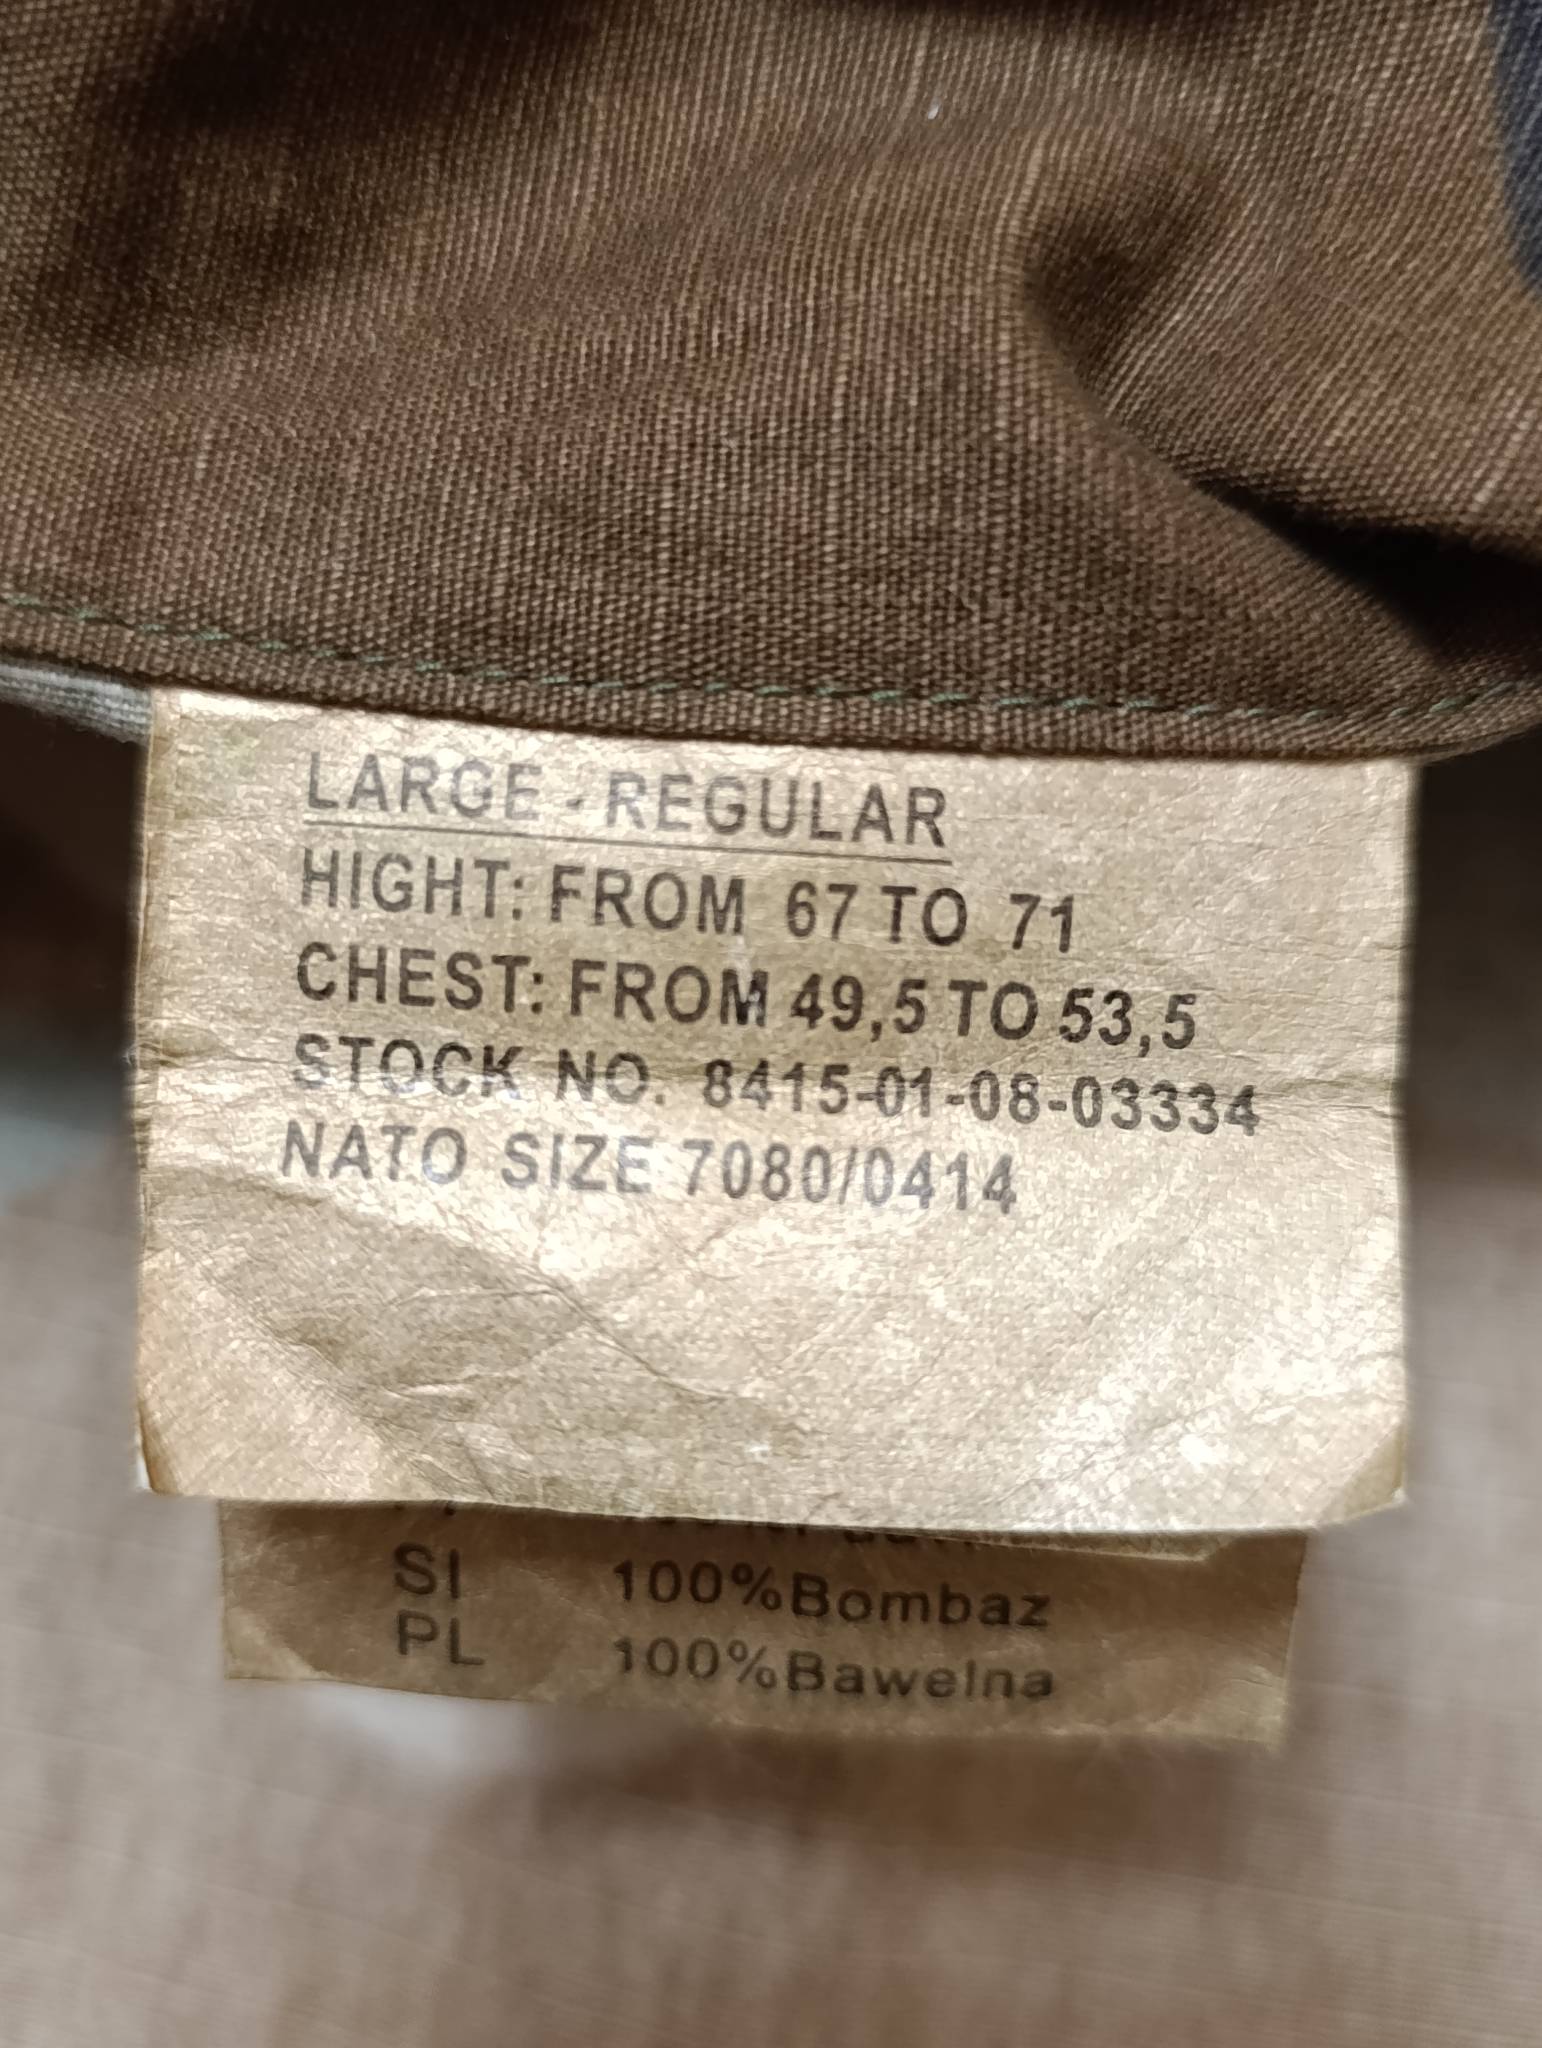 LARGE - REGULAR
HIGHT: FROM 67 TO 71
CHEST: FROM 49,5 TO 53,5
STOCK NO. 8415-01-08-03334
NATO SIZE 7080/0414
SI 100%Bombaz
PL 100%Bawelna